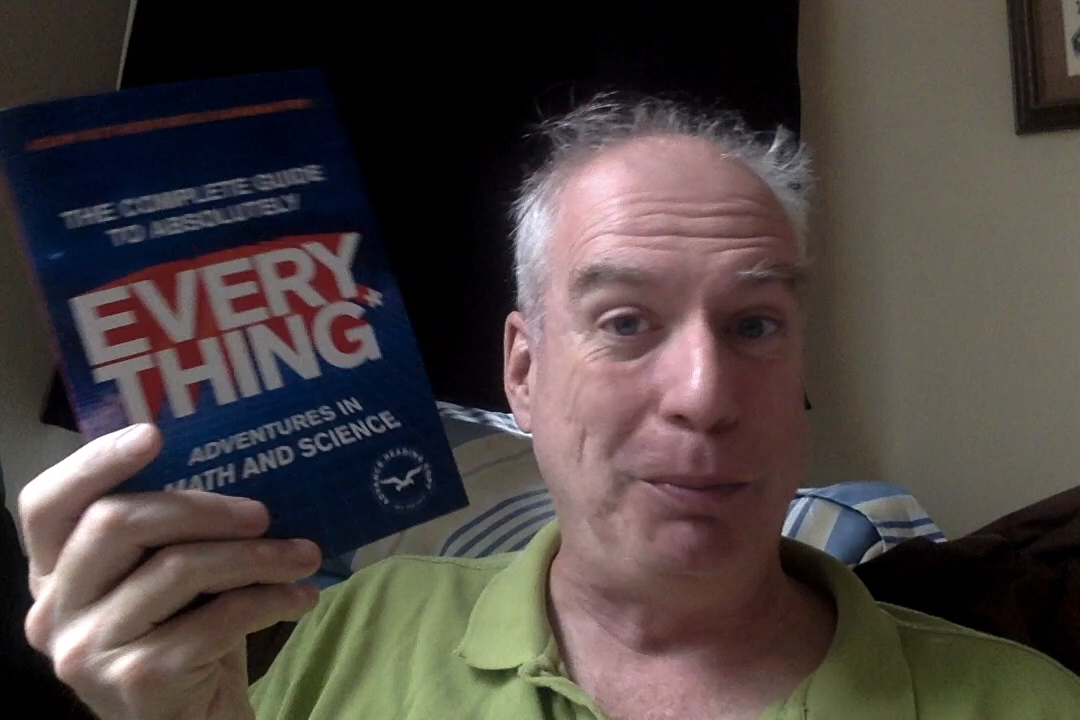 THE COMPLETE GUIDE
TO ABSOLUTELY
EVERY
THING*
ADVENTURES IN
MATH AND SCIENCE